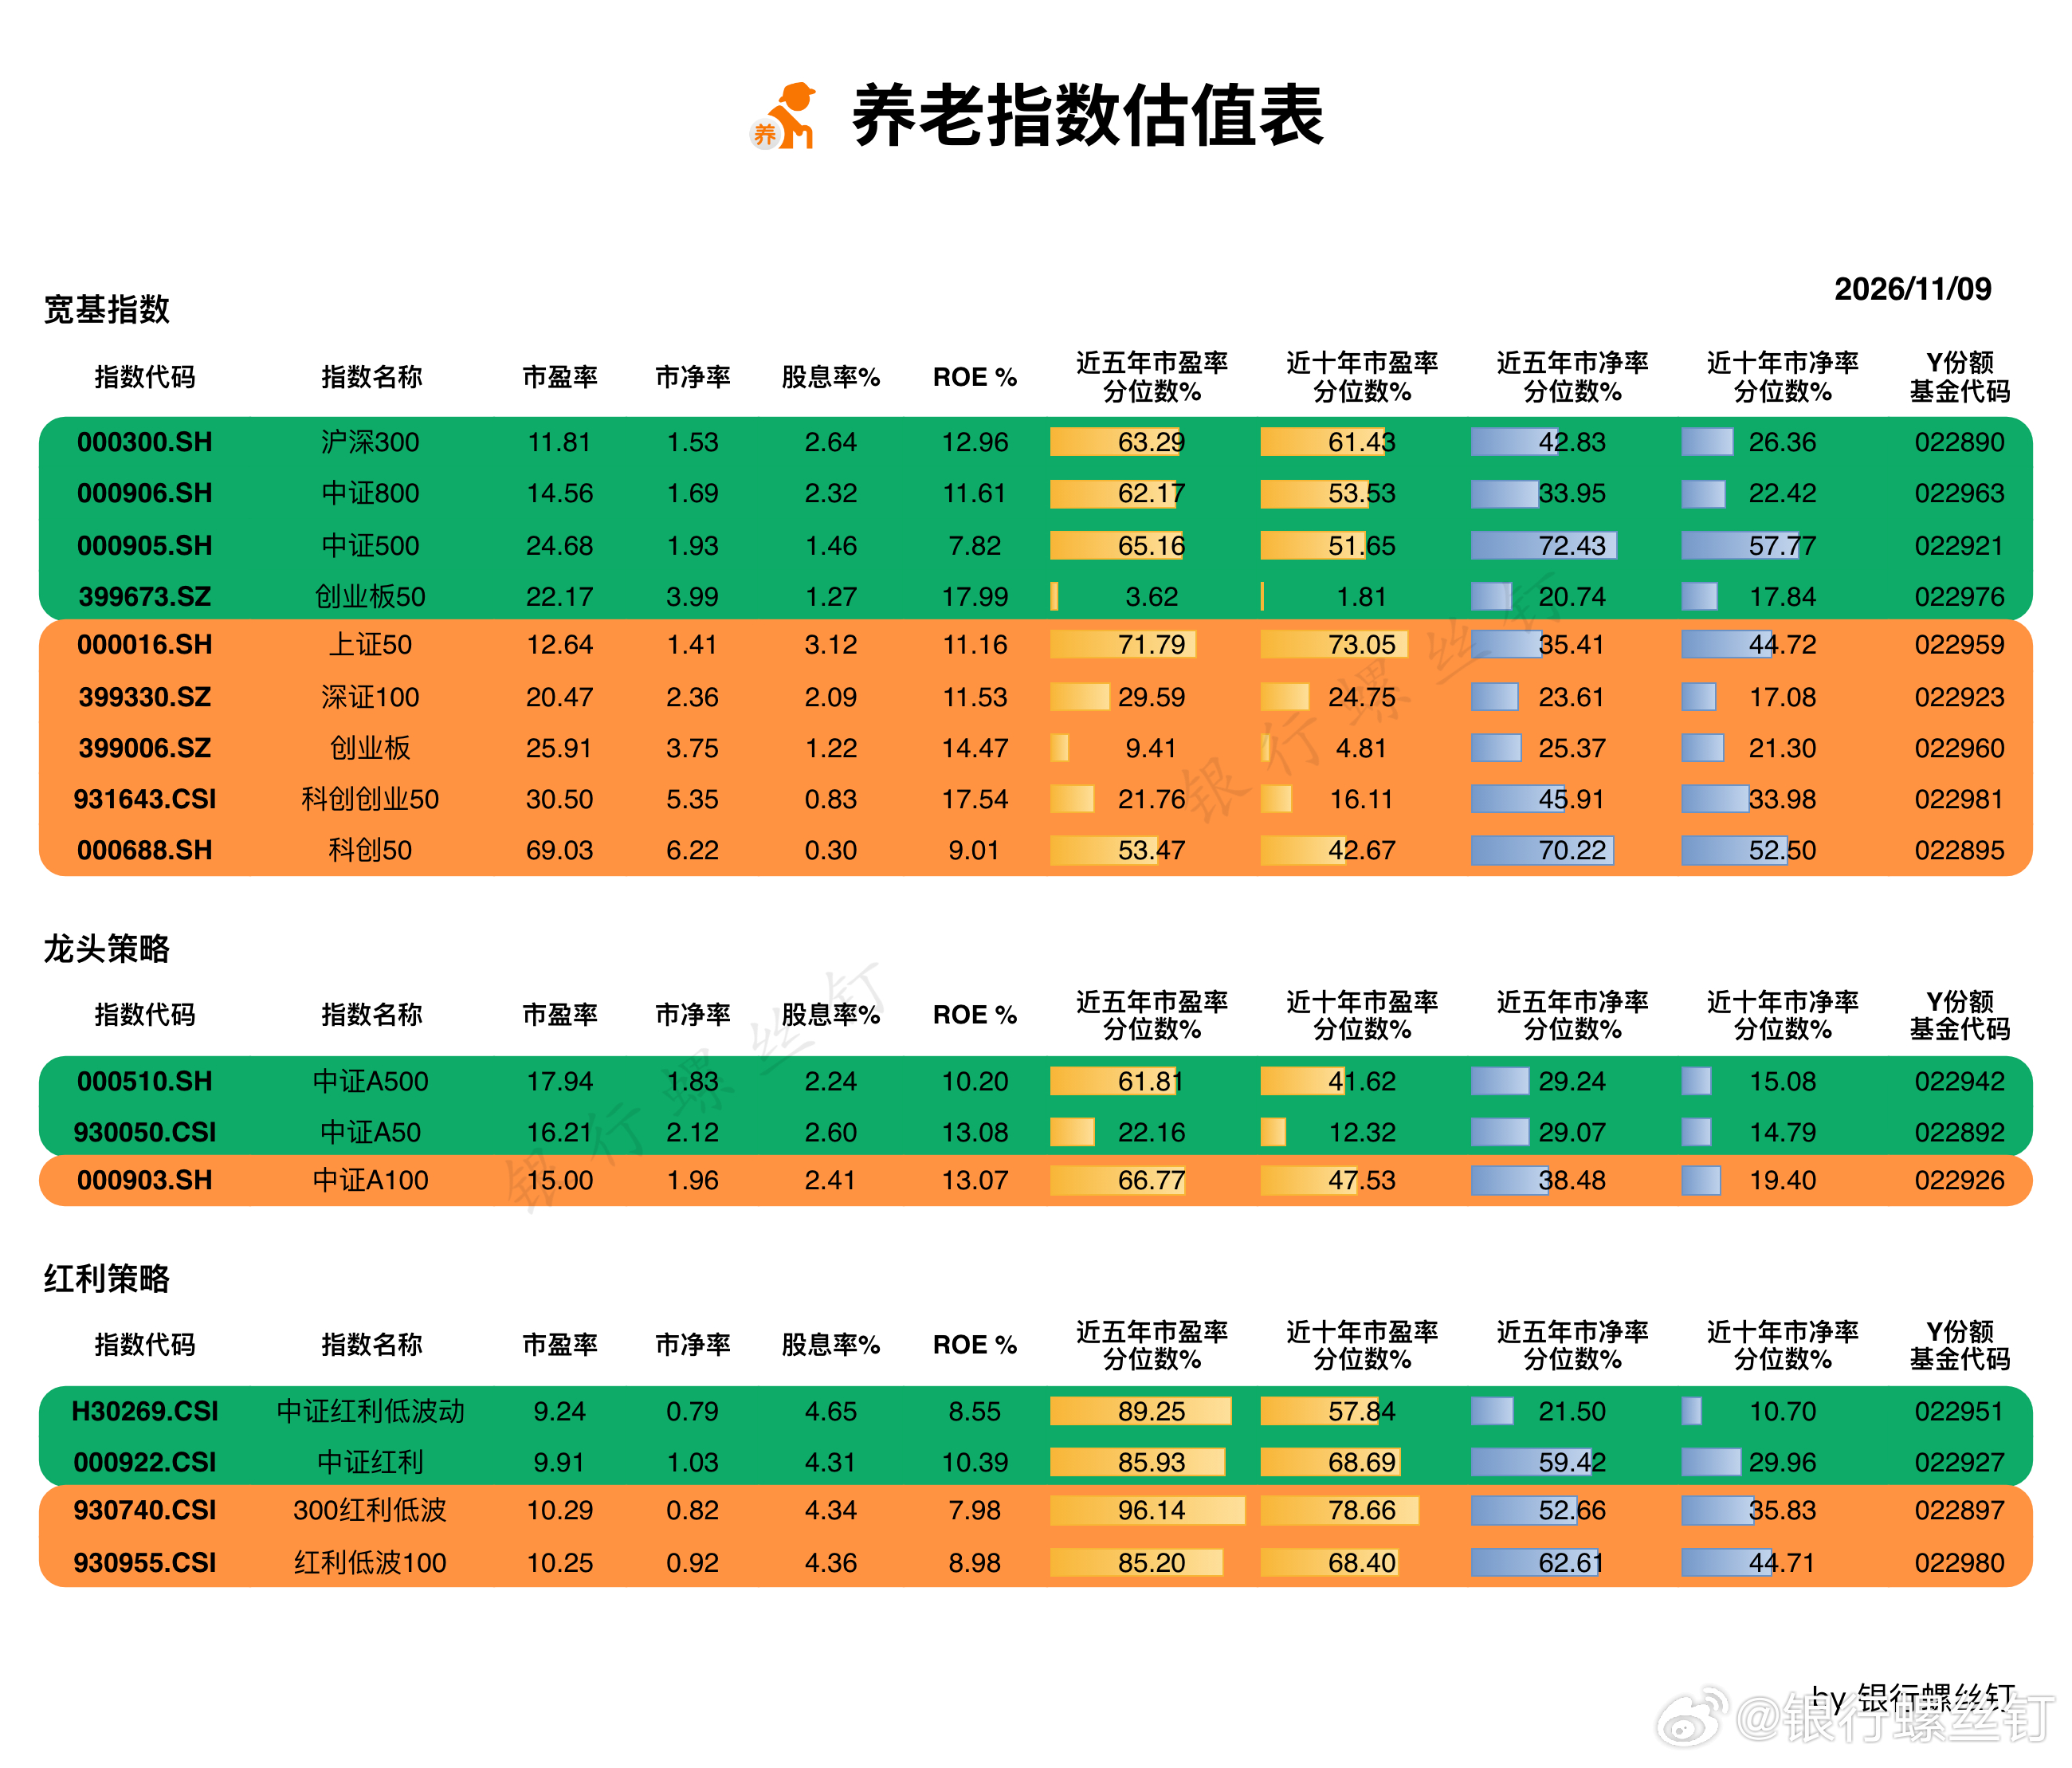 养 养老指数估值表
2026/11/09
宽基指数
指数代码 指数名称 市盈率 市净率 股息率% ROE % 近五年市盈率分位数% 近十年市盈率分位数% 近五年市净率分位数% 近十年市净率分位数% Y份额基金代码
000300.SH 沪深300 11.81 1.53 2.64 12.96 63.29 61.43 42.83 26.36 022890
000906.SH 中证800 14.56 1.69 2.32 11.61 62.17 53.53 33.95 22.42 022963
000905.SH 中证500 24.68 1.93 1.46 7.82 65.16 51.65 72.43 57.77 022921
399673.SZ 创业板50 22.17 3.99 1.27 17.99 3.62 1.81 20.74 17.84 022976
000016.SH 上证50 12.64 1.41 3.12 11.16 71.79 73.05 35.41 44.72 022959
399330.SZ 深证100 20.47 2.36 2.09 11.53 29.59 24.75 23.61 17.08 022923
399006.SZ 创业板 25.91 3.75 1.22 14.47 9.41 4.81 25.37 21.30 022960
931643.CSI 科创创业50 30.50 5.35 0.83 17.54 21.76 16.11 45.91 33.98 022981
000688.SH 科创50 69.03 6.22 0.30 9.01 53.47 42.67 70.22 52.50 022895
银行螺丝钉
龙头策略
指数代码 指数名称 市盈率 市净率 股息率% ROE % 近五年市盈率分位数% 近十年市盈率分位数% 近五年市净率分位数% 近十年市净率分位数% Y份额基金代码
000510.SH 中证A500 17.94 1.83 2.24 10.20 61.81 41.62 29.24 15.08 022942
930050.CSI 中证A50 16.21 2.12 2.60 13.08 22.16 12.32 29.07 14.79 022892
000903.SH 中证A100 15.00 1.96 2.41 13.07 66.77 47.53 38.48 19.40 022926
银行螺丝钉
红利策略
指数代码 指数名称 市盈率 市净率 股息率% ROE % 近五年市盈率分位数% 近十年市盈率分位数% 近五年市净率分位数% 近十年市净率分位数% Y份额基金代码
H30269.CSI 中证红利低波动 9.24 0.79 4.65 8.55 89.25 57.84 21.50 10.70 022951
000922.CSI 中证红利 9.91 1.03 4.31 10.39 85.93 68.69 59.42 29.96 022927
930740.CSI 300红利低波 10.29 0.82 4.34 7.98 96.14 78.66 52.66 35.83 022897
930955.CSI 红利低波100 10.25 0.92 4.36 8.98 85.20 68.40 62.61 44.71 022980
by 银行螺丝钉
@银行螺丝钉